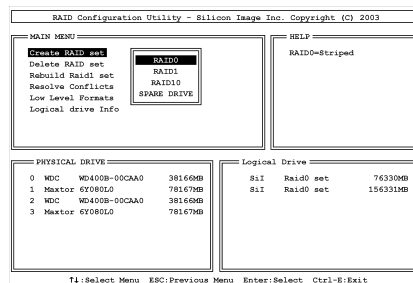 RAID Configuration Utility - Silicon Image Inc. Copyright (C) 2003
MAIN MENU
Create RAID set
Delete RAID set
Rebuild Raid1 set
Resolve Conflicts
Low Level Formats
Logical drive Info
RAID0
RAID1
RAID10
SPARE DRIVE
HELP
RAID0=Striped
PHYSICAL DRIVE
0 WDC WD400B-00CAA0 38166MB
1 Maxtor 6Y080L0 78167MB
2 WDC WD400B-00CAA0 38166MB
3 Maxtor 6Y080L0 78167MB
Logical Drive
SiI Raid0 set 76330MB
SiI Raid0 set 156331MB
↑↓:Select Menu ESC:Previous Menu Enter:Select Ctrl-E:Exit